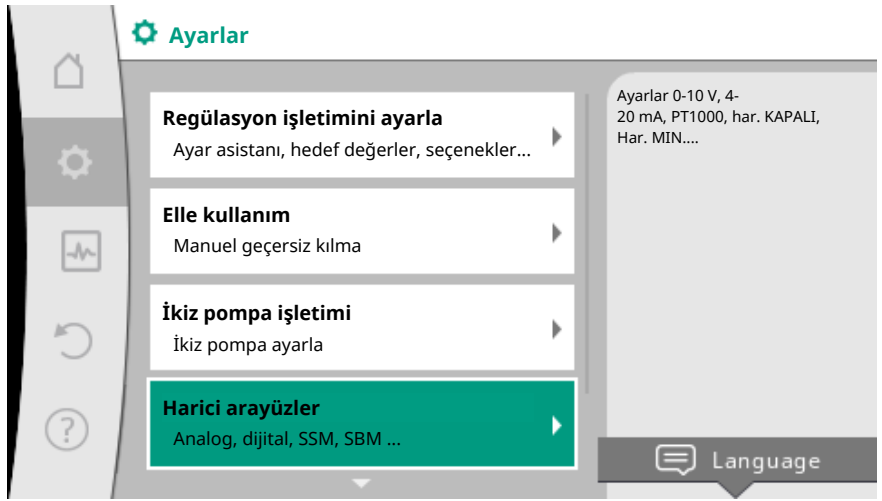 Ayarlar
Regülasyon işletimini ayarla
Ayar asistanı, hedef değerler, seçenekler...
Elle kullanım
Manuel geçersiz kılma
İkiz pompa işletimi
İkiz pompa ayarla
Harici arayüzler
Analog, dijital, SSM, SBM ...
Ayarlar 0-10 V, 4-
20 mA, PT1000, har. KAPALI,
Har. MIN....
Language